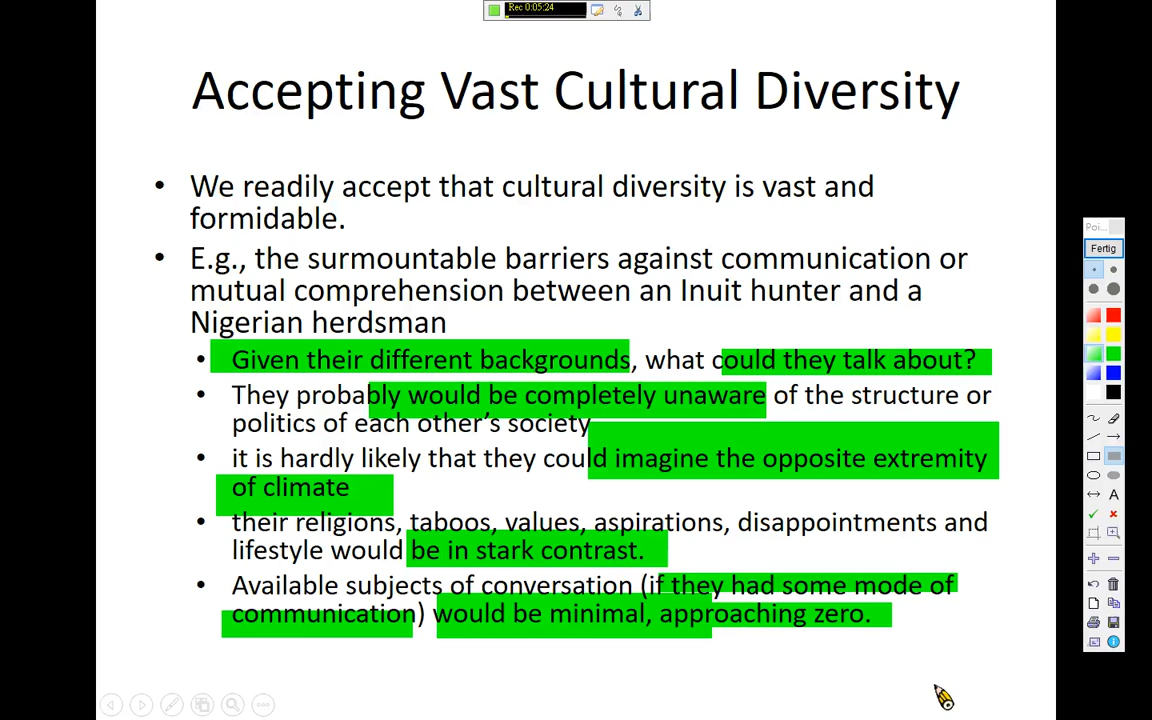 Rec 0:05:24
Accepting Vast Cultural Diversity
• We readily accept that cultural diversity is vast and
formidable.
• E.g., the surmountable barriers against communication or
mutual comprehension between an Inuit hunter and a
Nigerian herdsman
• Given their different backgrounds, what could they talk about?
• They probably would be completely unaware of the structure or
politics of each other's society
• it is hardly likely that they could imagine the opposite extremity
of climate
• their religions, taboos, values, aspirations, disappointments and
lifestyle would be in stark contrast.
• Available subjects of conversation (if they had some mode of
communication) would be minimal, approaching zero.
Poi...
Fertig
A